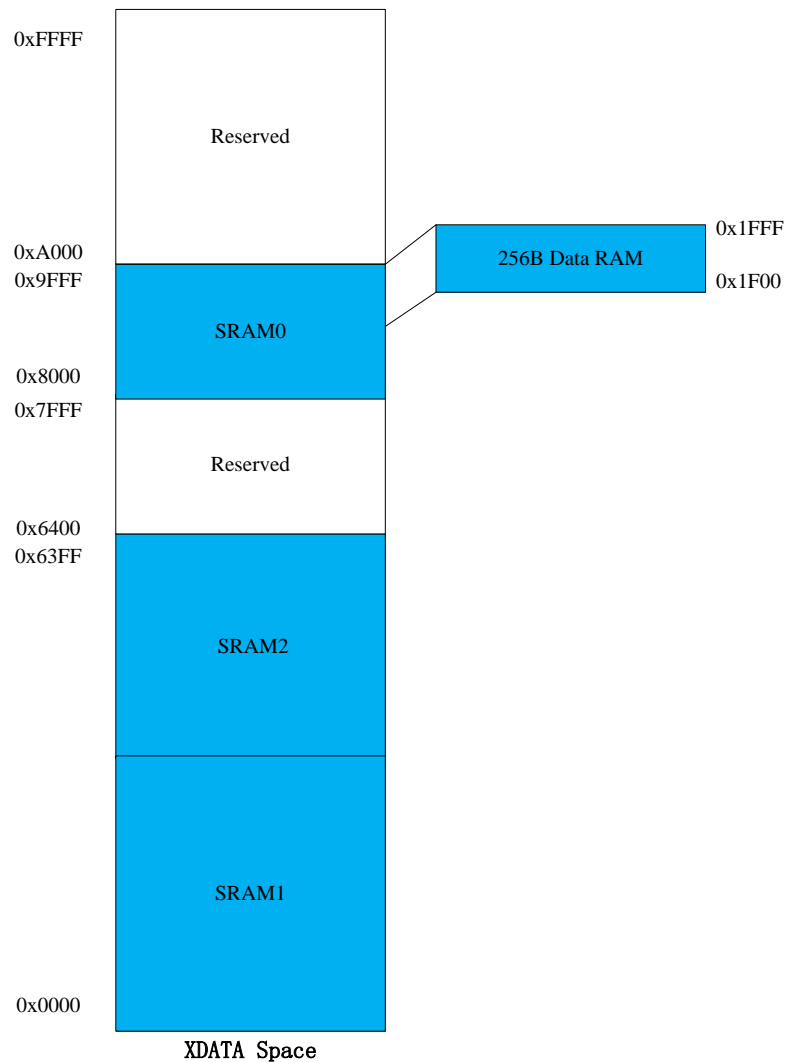 0xFFFF
Reserved
0xA000
0x9FFF
SRAM0
0x8000
0x7FFF
Reserved
0x6400
0x63FF
SRAM2
SRAM1
0x0000
XDATA Space
0x1FFF
256B Data RAM
0x1F00